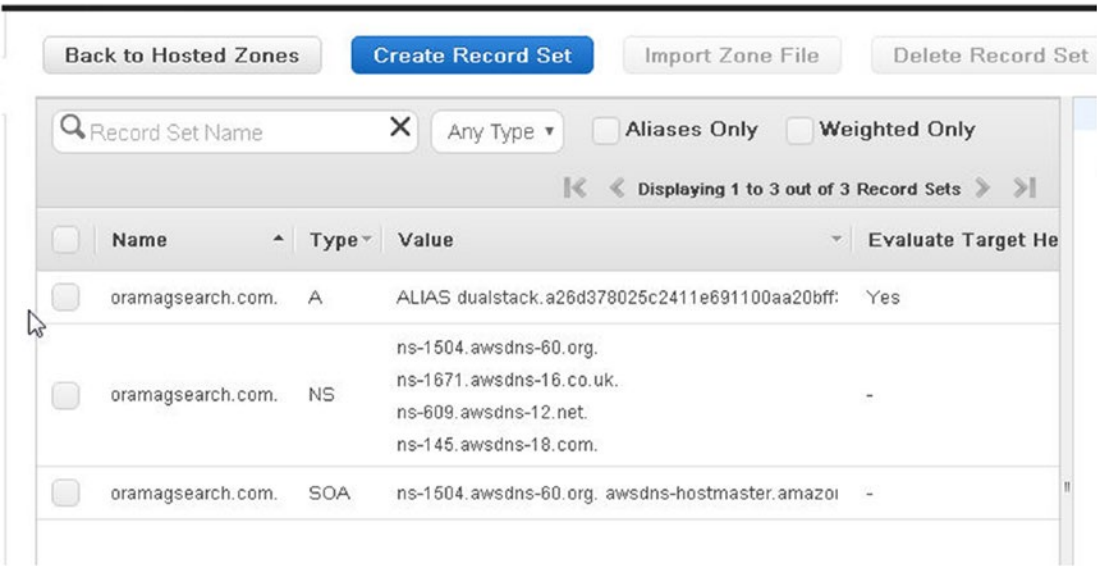 Back to Hosted Zones Create Record Set Import Zone File Delete Record Set
Record Set Name Any Type Aliases Only Weighted Only
Displaying 1 to 3 out of 3 Record Sets
Name Type Value Evaluate Target He
oramagsearch.com. A ALIAS dualstack.a26d378025c2411e691100aa20bff Yes
ns-1504.awsdns-60.org.
ns-1671.awsdns-16.co.uk.
oramagsearch.com. NS -
ns-609.awsdns-12.net.
ns-145.awsdns-18.com.
oramagsearch.com. SOA ns-1504.awsdns-60.org. awsdns-hostmaster.amazo -